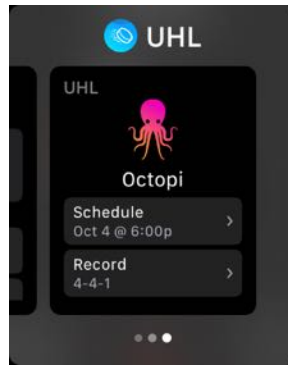 UHL
UHL
Octopi
Schedule
Oct 4 @ 6:00p
Record
4-4-1